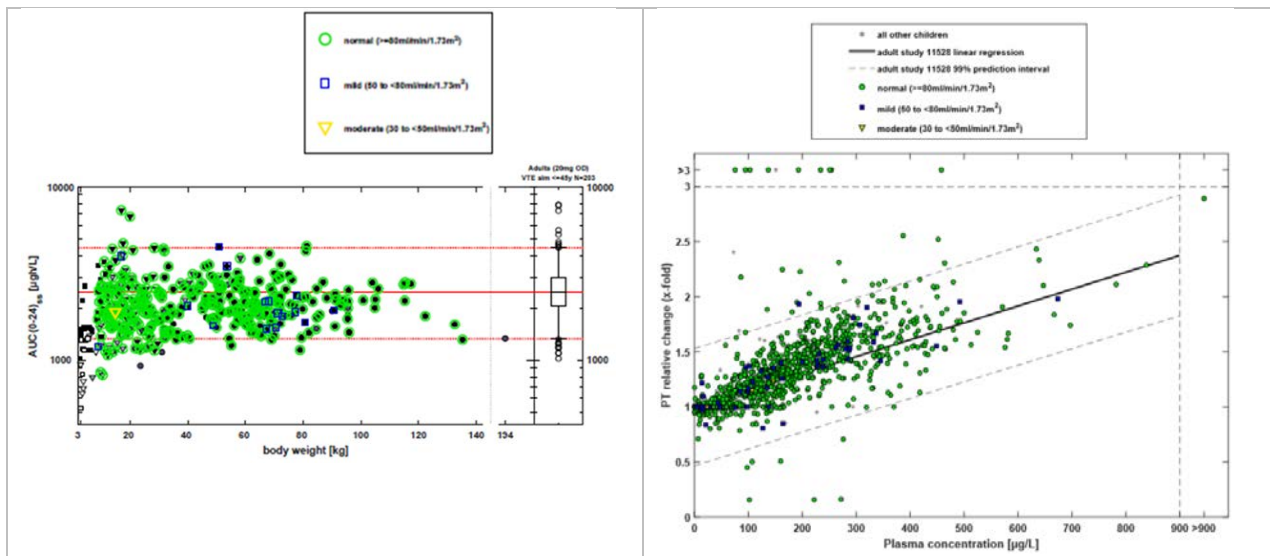 normal (>=80ml/min/1.73m²)
mild (50 to <80ml/min/1.73m²)
moderate (30 to <50ml/min/1.73m²)
Adults (20mg OD)
VTE sim <=45y N=203
10000
10000
1000
1000
AUC(0-24)ss [µgh/L]
3
20
40
60
80
100
120
140
194
body weight [kg]
all other children
adult study 11528 linear regression
adult study 11528 99% prediction interval
normal (>=80ml/min/1.73m²)
mild (50 to <80ml/min/1.73m²)
moderate (30 to <50ml/min/1.73m²)
>3
3
2.5
2
1.5
1
0.5
0
PT relative change (x-fold)
0
100
200
300
400
500
600
700
800
900 >900
Plasma concentration [µg/L]